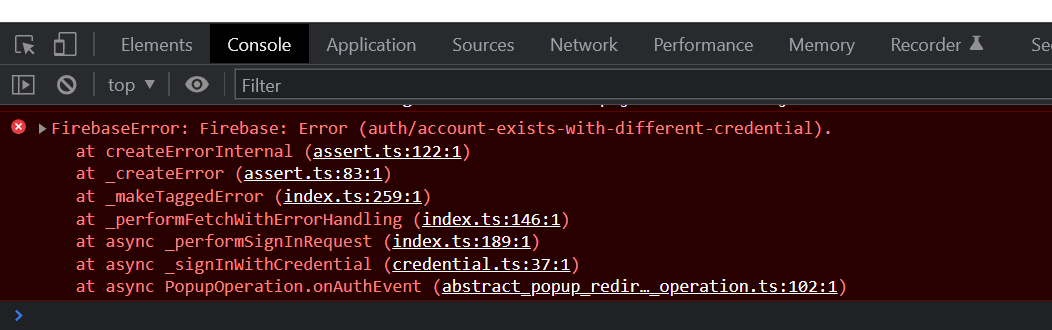 Elements Console Application Sources Network Performance Memory Recorder Se
top ▼ Filter
▶FirebaseError: Firebase: Error (auth/account-exists-with-different-credential).
at createErrorInternal (assert.ts:122:1)
at _createError (assert.ts:83:1)
at _makeTaggedError (index.ts:259:1)
at _performFetchWithErrorHandling (index.ts:146:1)
at async _performSignInRequest (index.ts:189:1)
at async _signInWithCredential (credential.ts:37:1)
at async PopupOperation.onAuthEvent (abstract_popup_redir…_operation.ts:102:1)